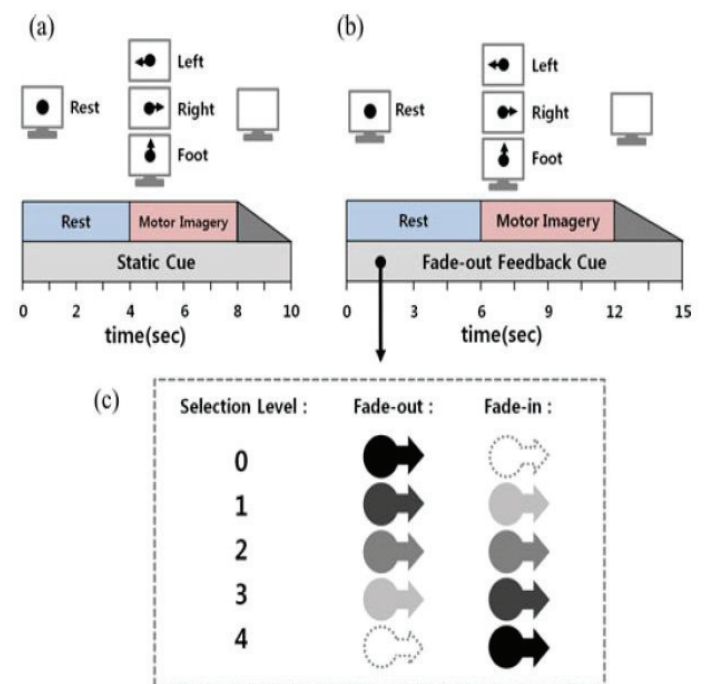 (a)
Rest
Left
Right
Foot
Rest Motor Imagery
Static Cue
0 2 4 6 8 10
time(sec)
(b)
Rest
Left
Right
Foot
Rest Motor Imagery
Fade-out Feedback Cue
0 3 6 9 12 15
time(sec)
(c)
Selection Level : Fade-out : Fade-in :
0
1
2
3
4